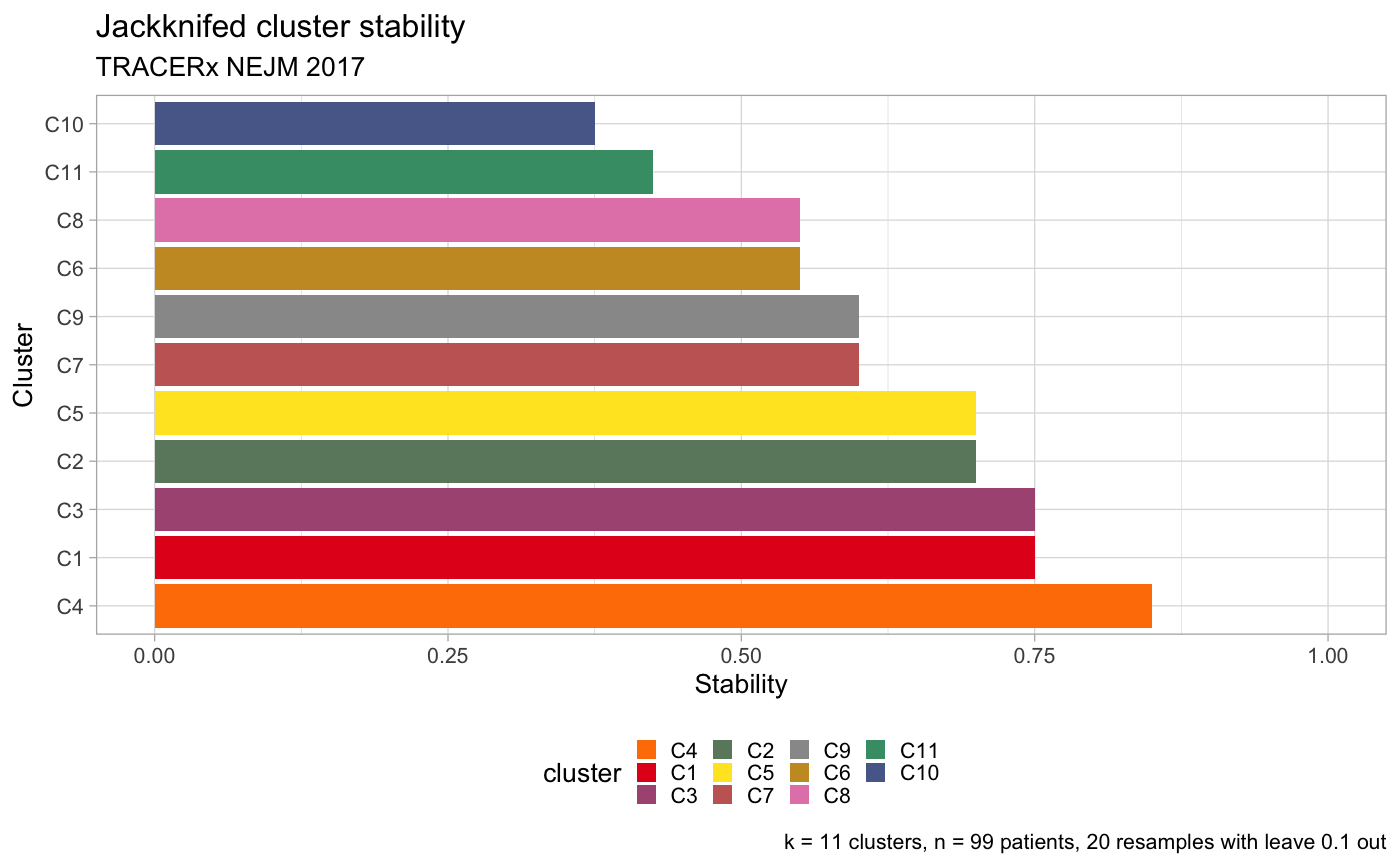 Jackknifed cluster stability
TRACERx NEJM 2017
Cluster
C10
C11
C8
C6
C9
C7
C5
C2
C3
C1
C4
0.00 0.25 0.50 0.75 1.00
Stability
cluster
C4 C2 C9 C11
C1 C5 C6 C10
C3 C7 C8
k = 11 clusters, n = 99 patients, 20 resamples with leave 0.1 out